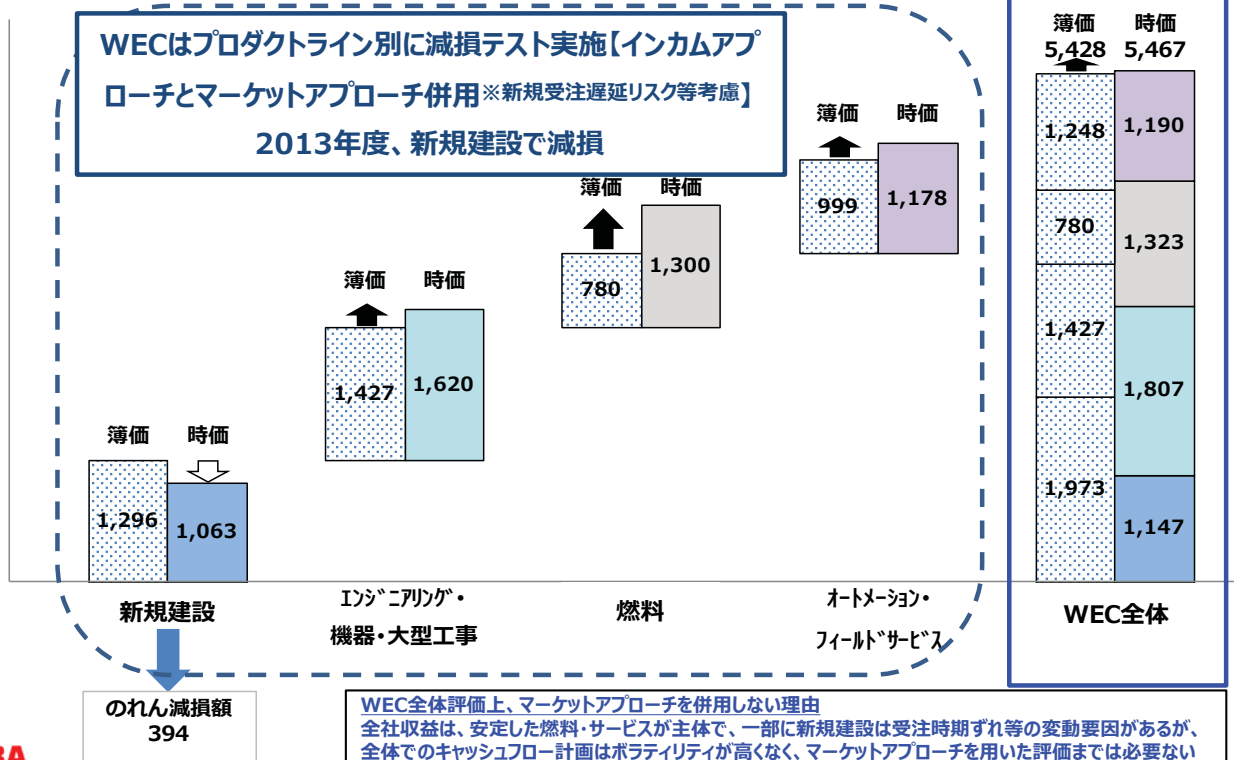 WECはプロダクトライン別に減損テスト実施【インカムアプ
ローチとマーケットアプローチ併用※新規受注遅延リスク等考慮】
2013年度、新規建設で減損
簿価 時価
1,296 1,063
新規建設
簿価 時価
1,427 1,620
エンジニアリング・
機器・大型工事
簿価 時価
780 1,300
燃料
簿価 時価
999 1,178
オートメーション・
フィールドサービス
簿価 時価
5,428 5,467
1,248 1,190
780 1,323
1,427 1,807
1,973 1,147
WEC全体
のれん減損額
394
WEC全体評価上、マーケットアプローチを併用しない理由
全社収益は、安定した燃料・サービスが主体で、一部に新規建設は受注時期ずれ等の変動要因があるが、
全体でのキャッシュフロー計画はボラティリティが高くなく、マーケットアプローチを用いた評価までは必要ない
BA